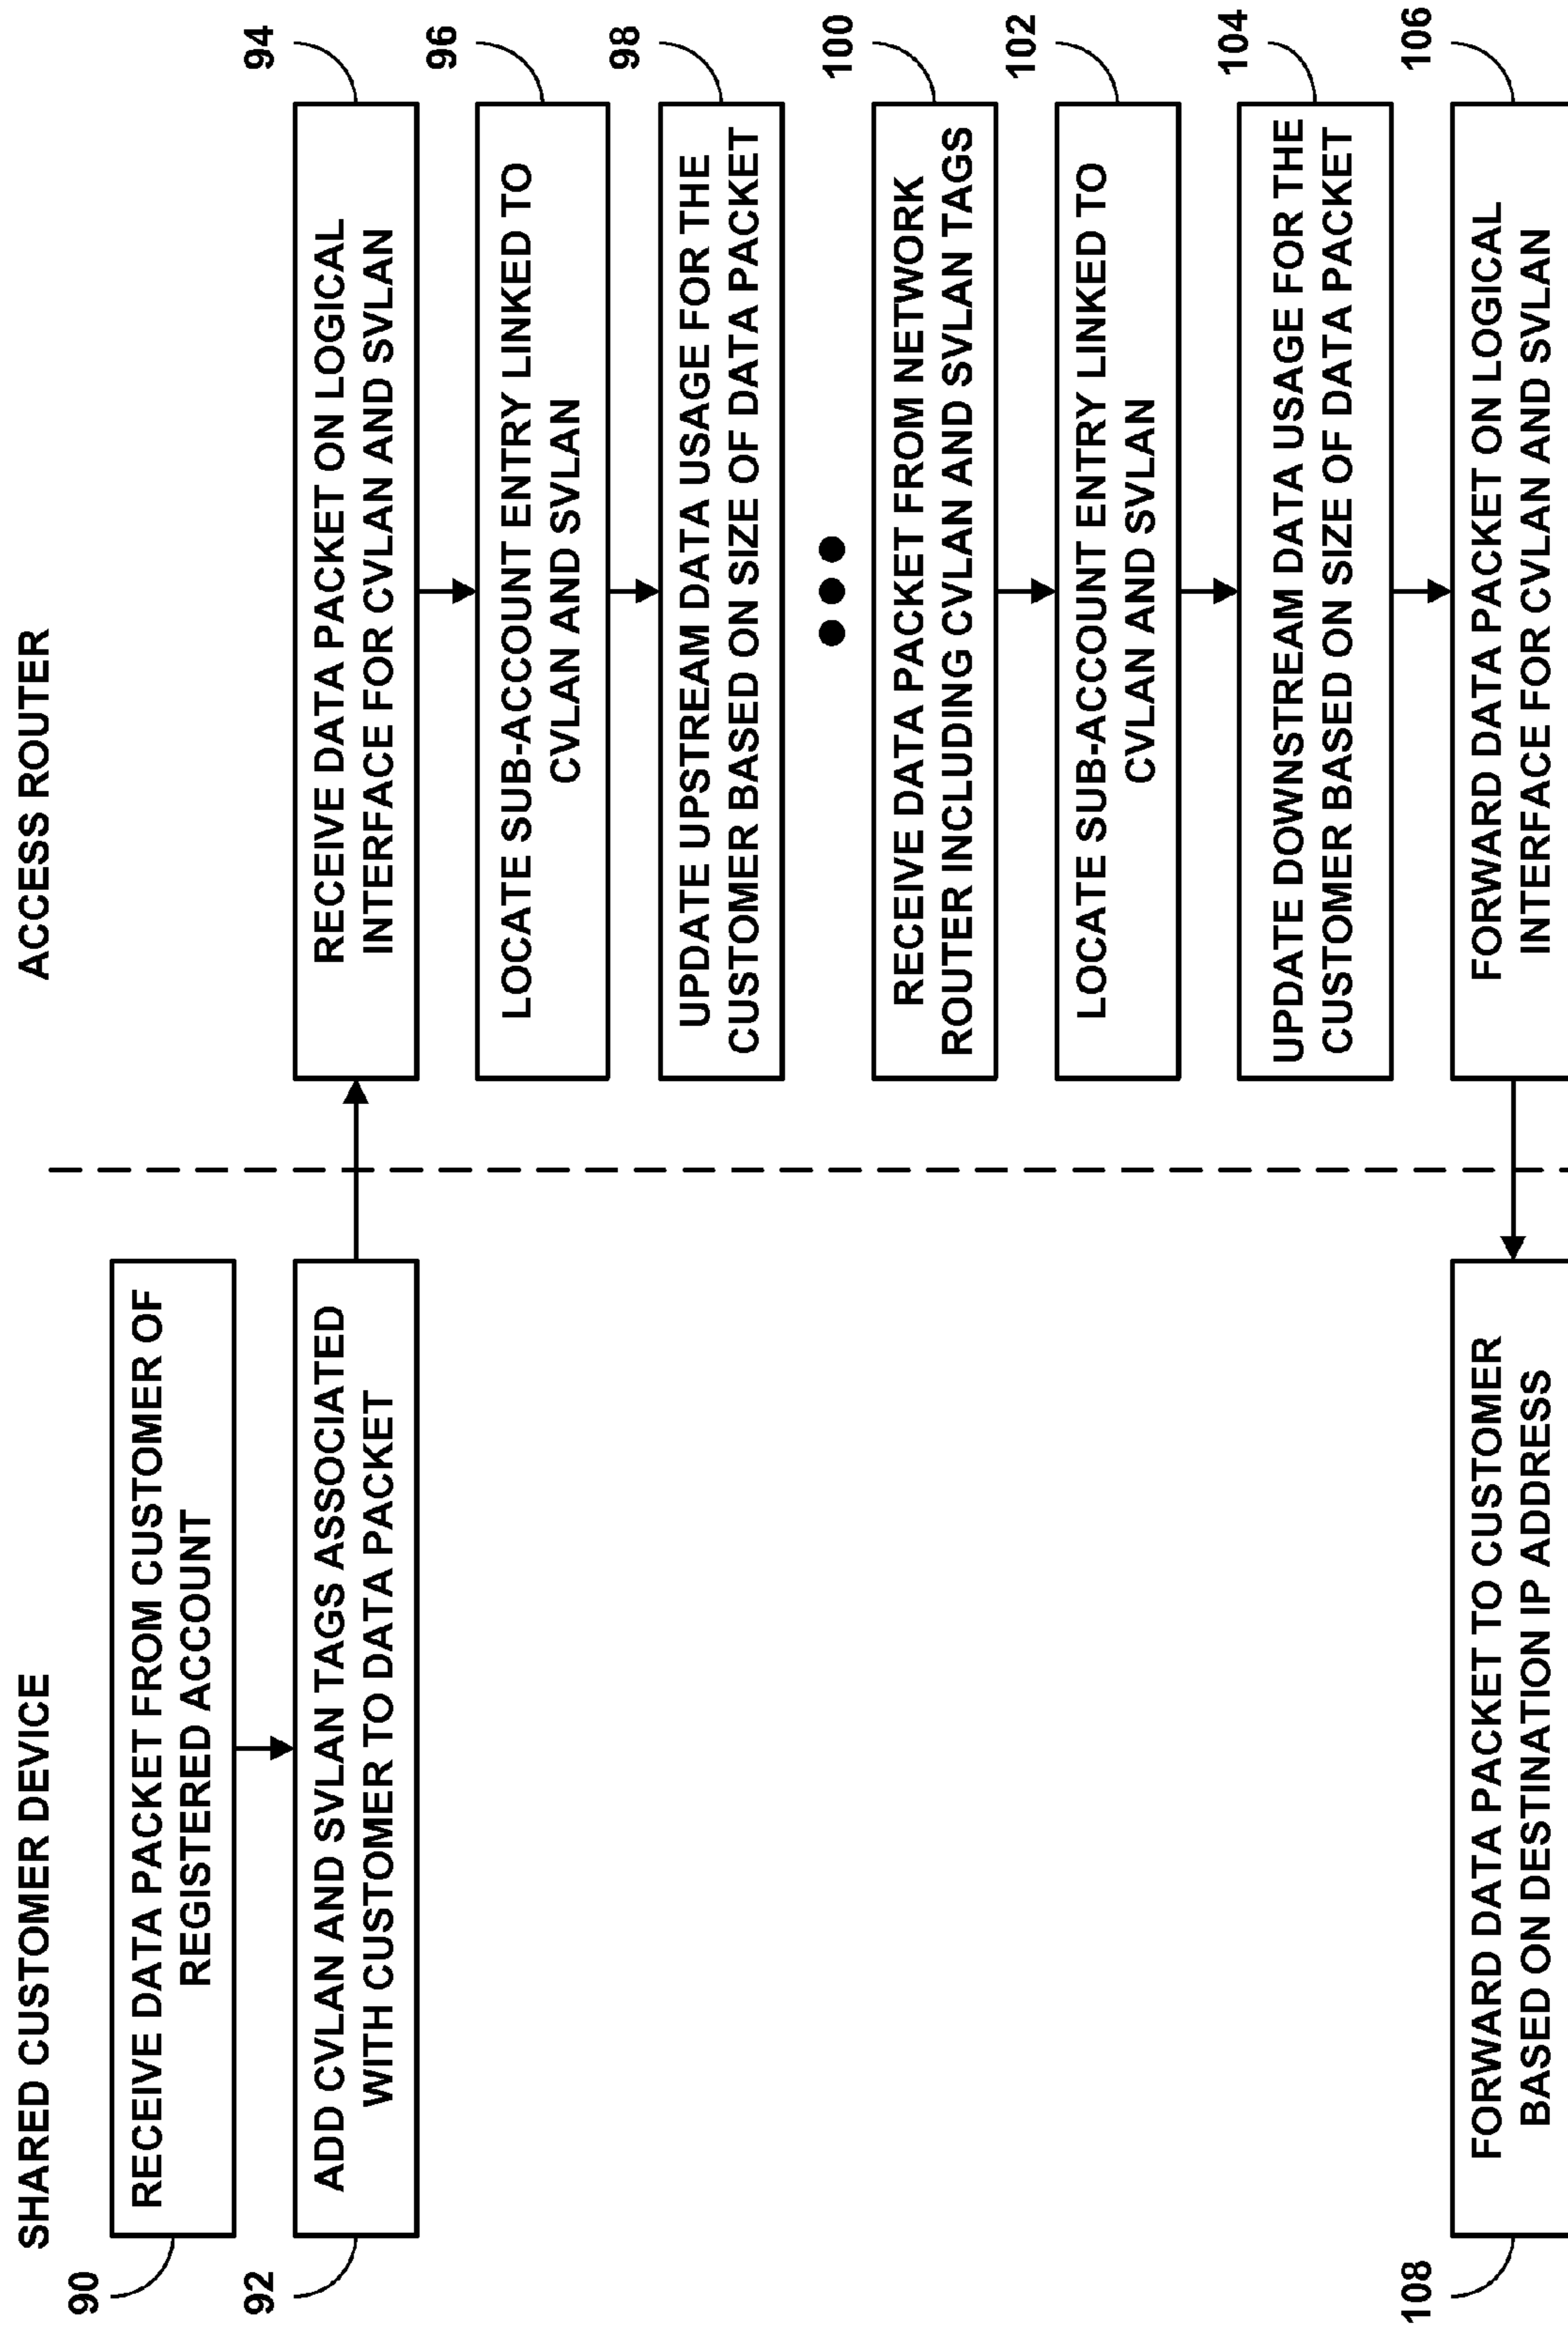 SHARED CUSTOMER DEVICE
ACCESS ROUTER
90
RECEIVE DATA PACKET FROM CUSTOMER OF
REGISTERED ACCOUNT
92
ADD CVLAN AND SVLAN TAGS ASSOCIATED
WITH CUSTOMER TO DATA PACKET
94
RECEIVE DATA PACKET ON LOGICAL
INTERFACE FOR CVLAN AND SVLAN
96
LOCATE SUB-ACCOUNT ENTRY LINKED TO
CVLAN AND SVLAN
98
UPDATE UPSTREAM DATA USAGE FOR THE
CUSTOMER BASED ON SIZE OF DATA PACKET
100
RECEIVE DATA PACKET FROM NETWORK
ROUTER INCLUDING CVLAN AND SVLAN TAGS
102
LOCATE SUB-ACCOUNT ENTRY LINKED TO
CVLAN AND SVLAN
104
UPDATE DOWNSTREAM DATA USAGE FOR THE
CUSTOMER BASED ON SIZE OF DATA PACKET
106
FORWARD DATA PACKET ON LOGICAL
INTERFACE FOR CVLAN AND SVLAN
108
FORWARD DATA PACKET TO CUSTOMER
BASED ON DESTINATION IP ADDRESS